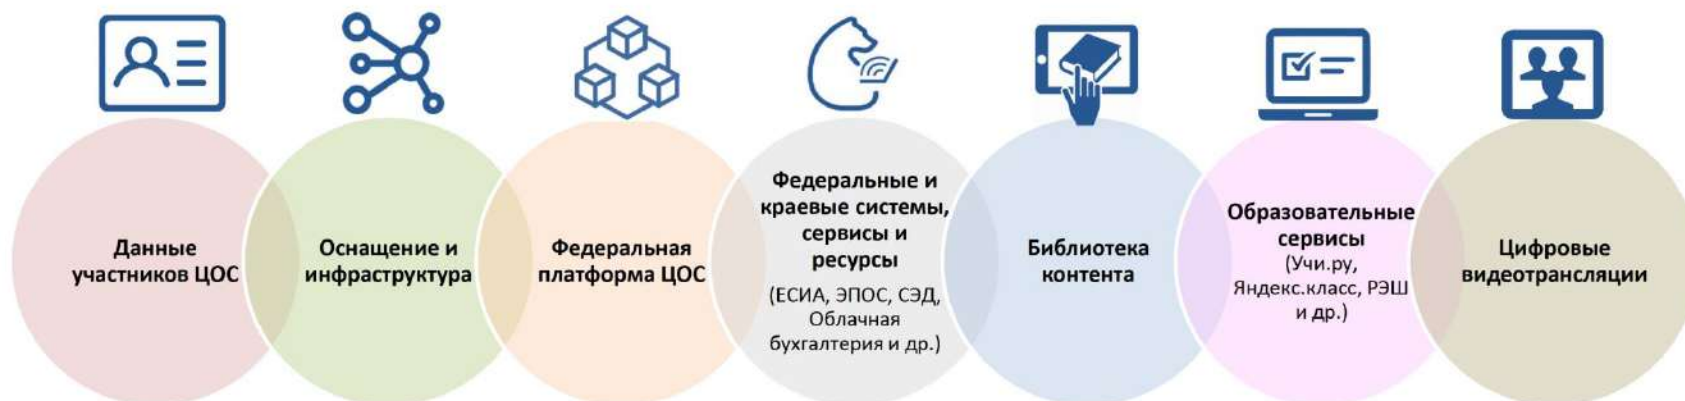 Данные
участников ЦОС
Оснащение и
инфраструктура
Федеральная
платформа ЦОС
Федеральные и
краевые системы,
сервисы и
ресурсы
(ЕСИА, ЭПОС, СЭД,
Облачная
бухгалтерия и др.)
Библиотека
контента
Образовательные
сервисы
(Учи.ру,
Яндекс.класс, РЭШ
и др.)
Цифровые
видеотрансляции